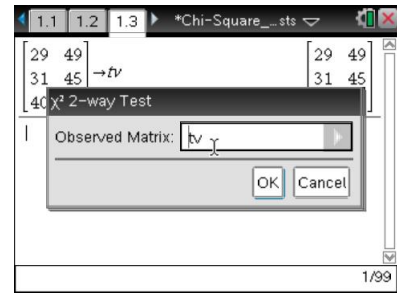 1.1 1.2 1.3 *Chi-Square_...sts
29 49 29 49
31 45 →tv 31 45
40
χ² 2-way Test
Observed Matrix: tv
OK Cancel
1/99